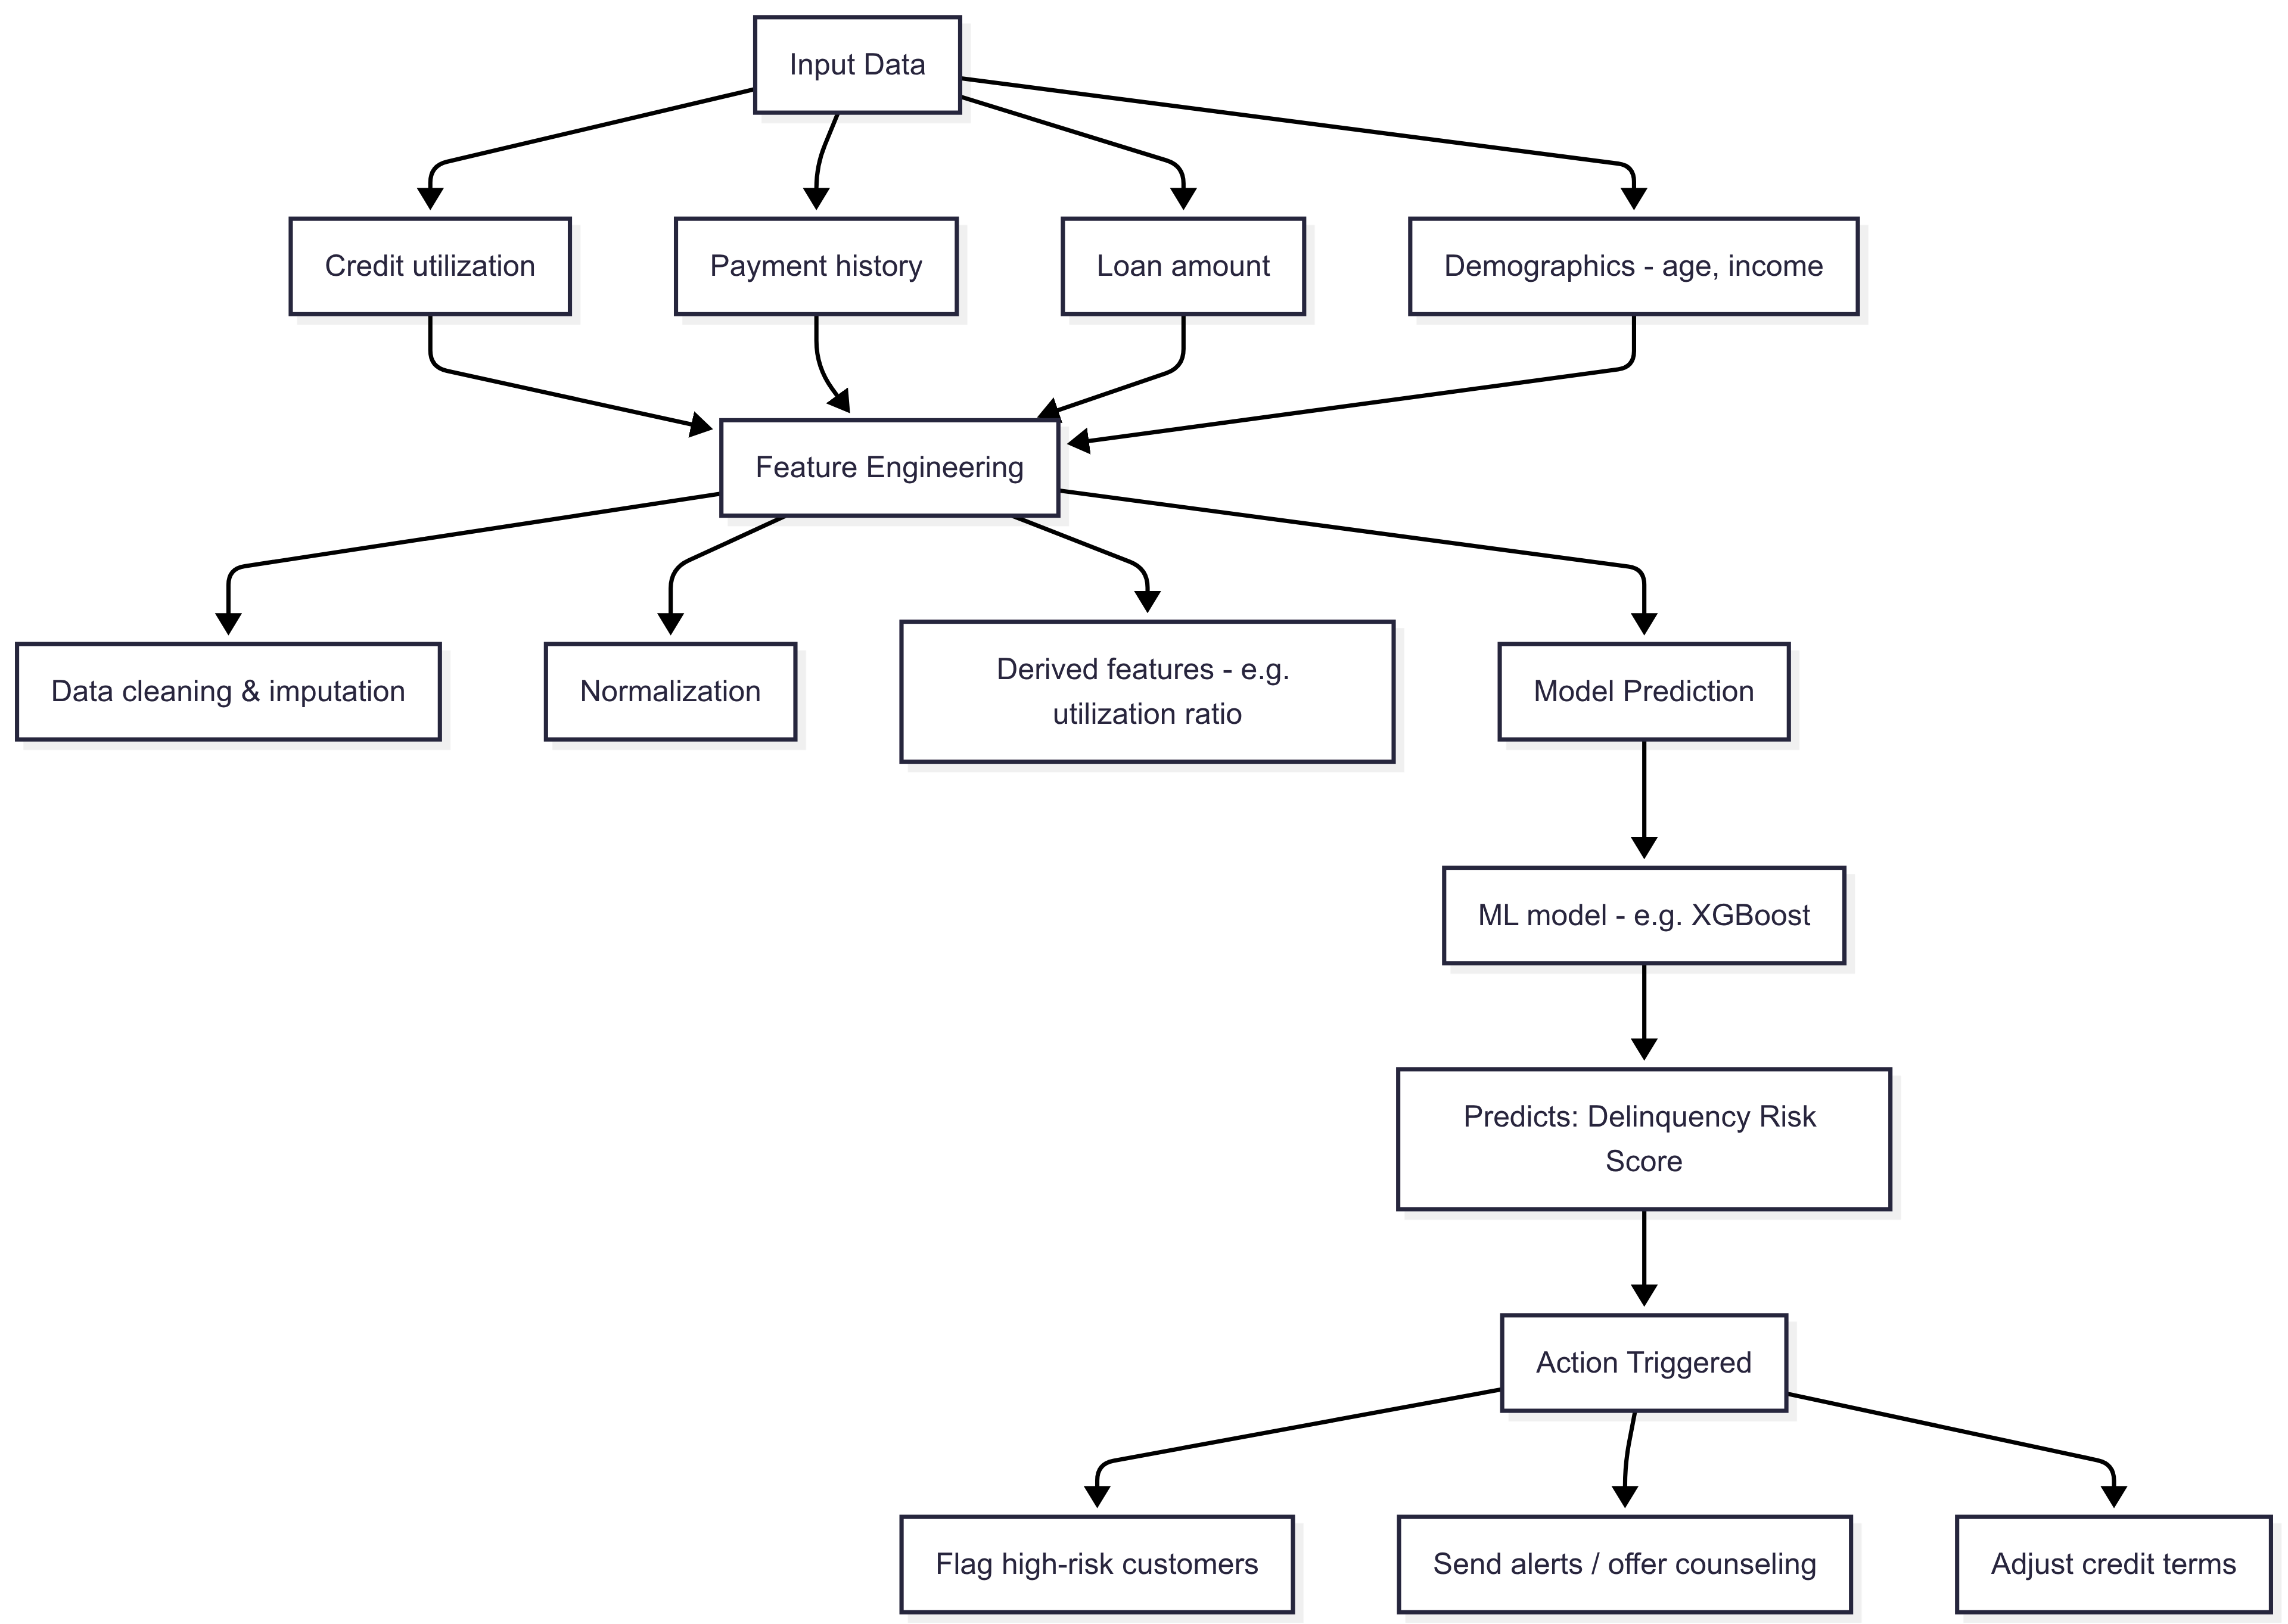 Input Data
Credit utilization
Payment history
Loan amount
Demographics - age, income
Feature Engineering
Data cleaning & imputation
Normalization
Derived features - e.g.
utilization ratio
Model Prediction
ML model - e.g. XGBoost
Predicts: Delinquency Risk
Score
Action Triggered
Flag high-risk customers
Send alerts / offer counseling
Adjust credit terms